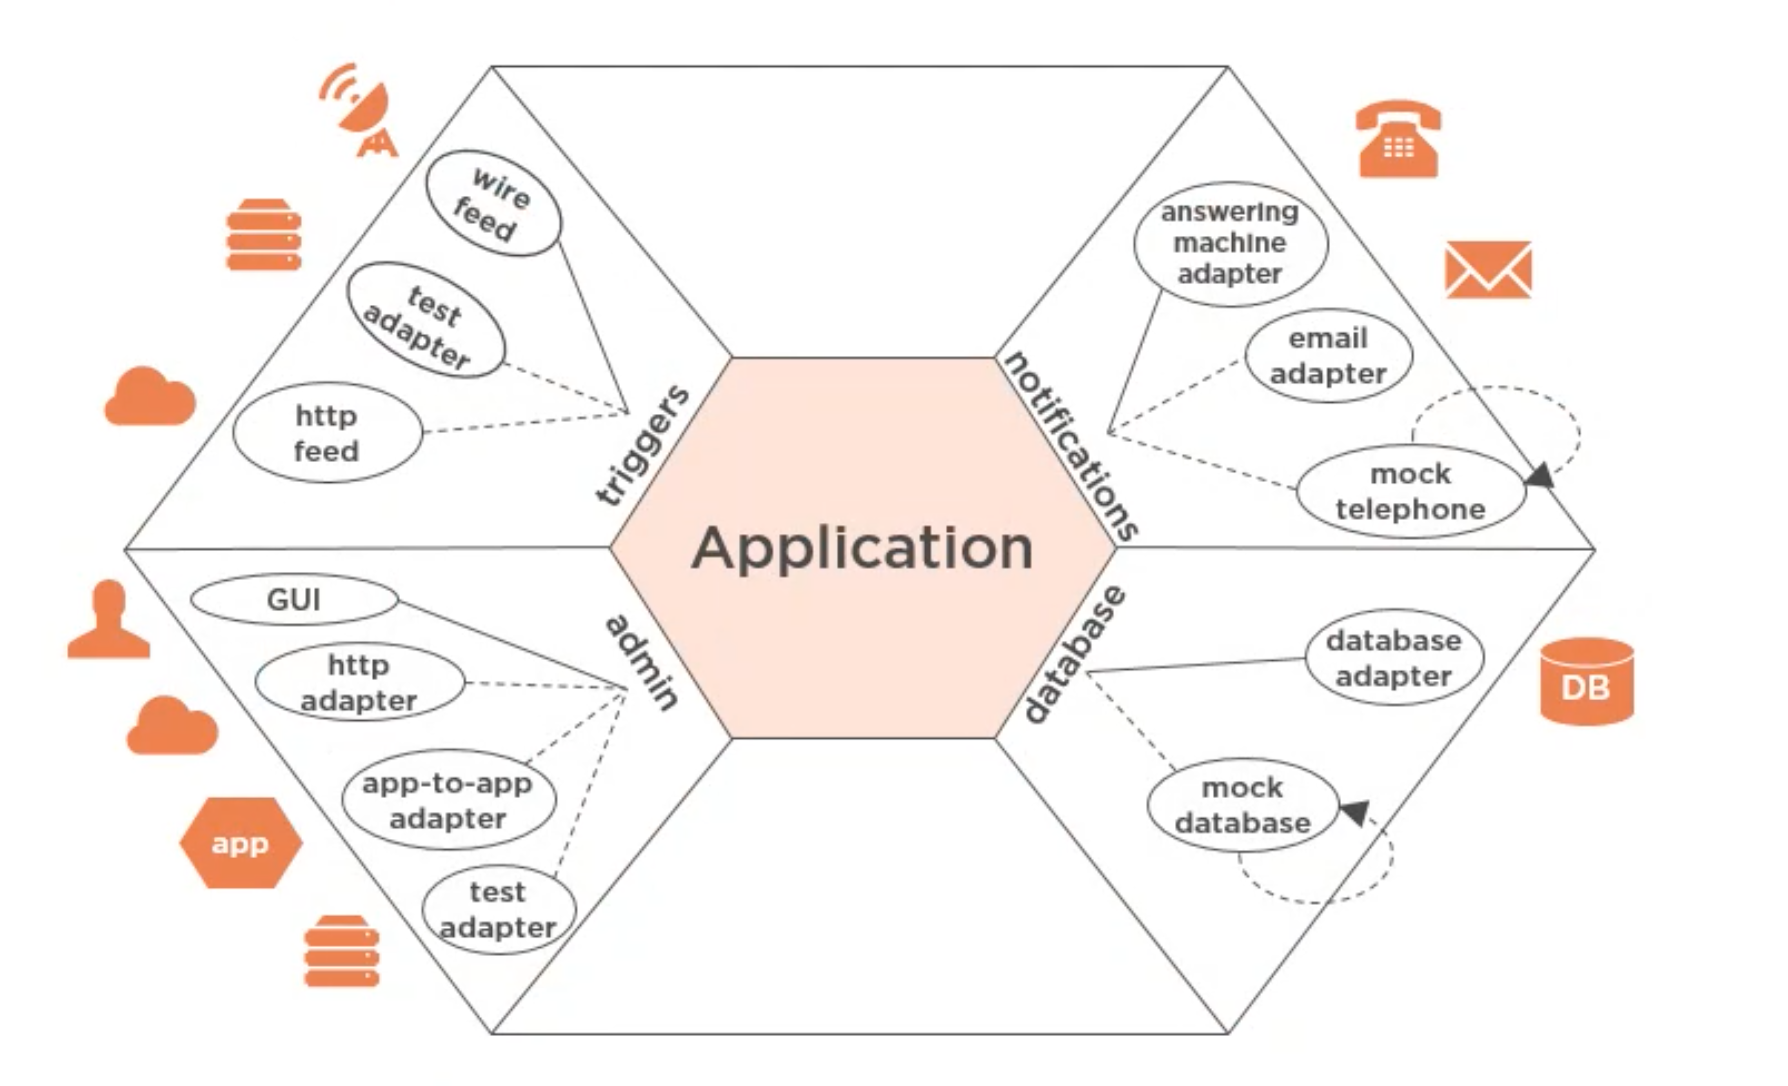 wire
feed
test
adapter
http
feed
triggers
answering
machine
adapter
email
adapter
mock
telephone
notifications
Application
GUI
http
adapter
app-to-app
adapter
test
adapter
admin
app
database
database
adapter
mock
database
DB